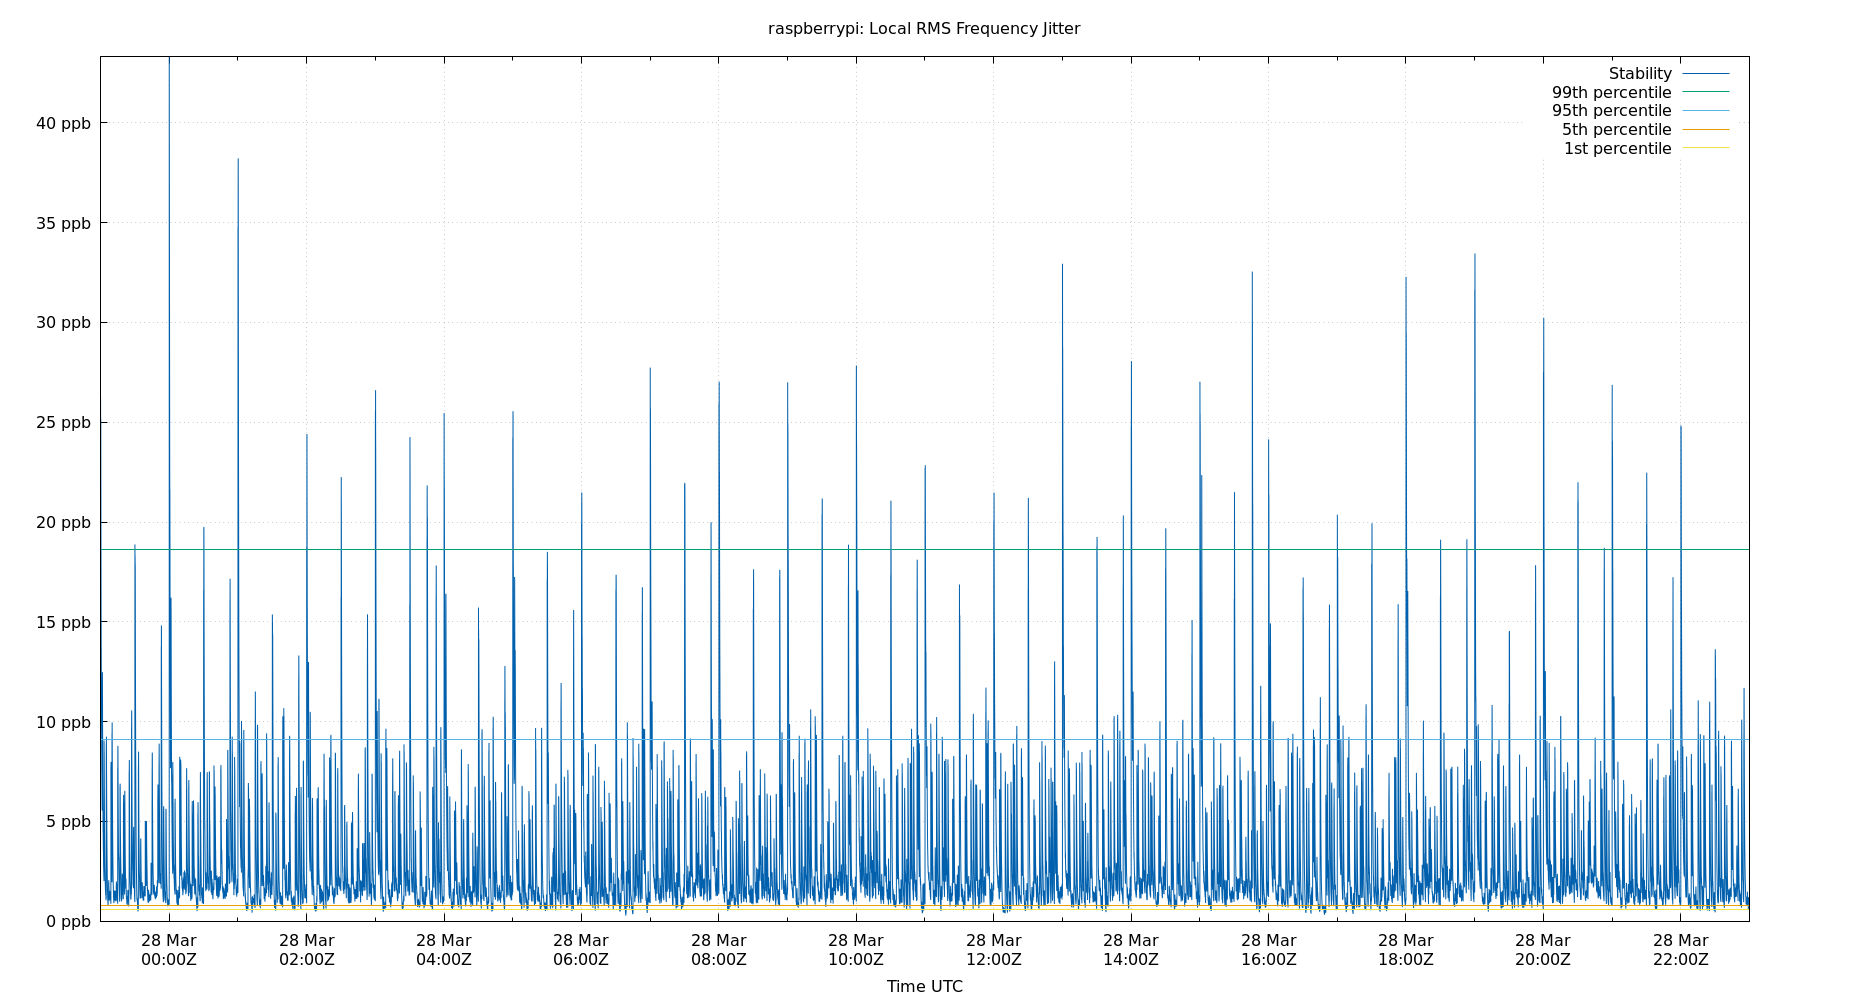 raspberrypi: Local RMS Frequency Jitter
Stability
99th percentile
95th percentile
5th percentile
1st percentile
40 ppb
35 ppb
30 ppb
25 ppb
20 ppb
15 ppb
10 ppb
5 ppb
0 ppb
28 Mar 28 Mar 28 Mar 28 Mar 28 Mar 28 Mar 28 Mar 28 Mar 28 Mar 28 Mar 28 Mar 28 Mar
00:00Z 02:00Z 04:00Z 06:00Z 08:00Z 10:00Z 12:00Z 14:00Z 16:00Z 18:00Z 20:00Z 22:00Z
Time UTC